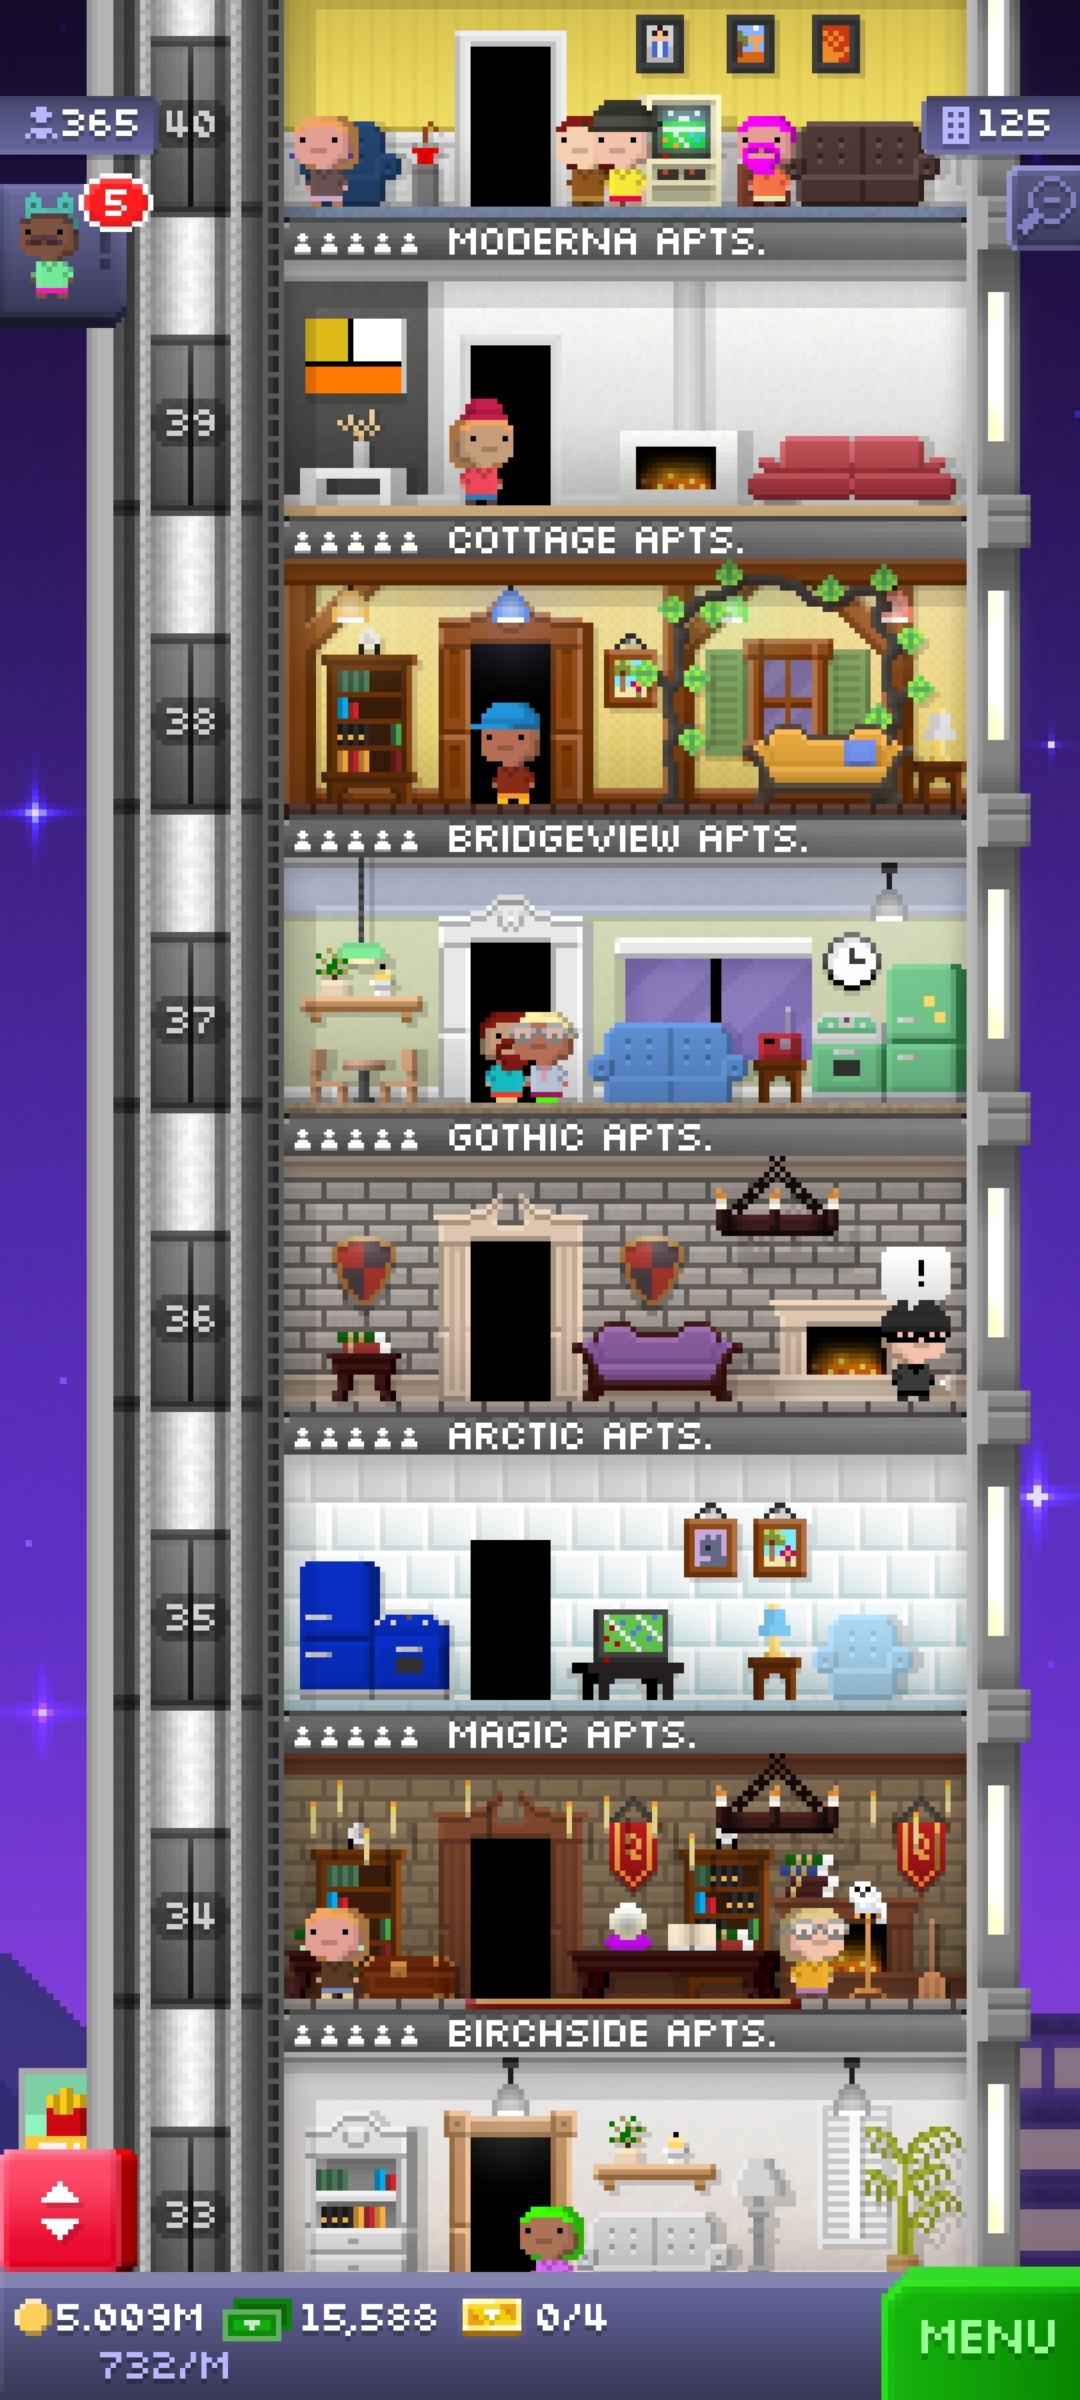 40
365
125
5
MODERNA APTS.
39
COTTAGE APTS.
38
BRIDGEVIEW APTS.
37
GOTHIC APTS.
!
36
ARCTIC APTS.
35
MAGIC APTS.
34
BIRCHSIDE APTS.
33
5.009M 15,588 0/4
732/M
MENU